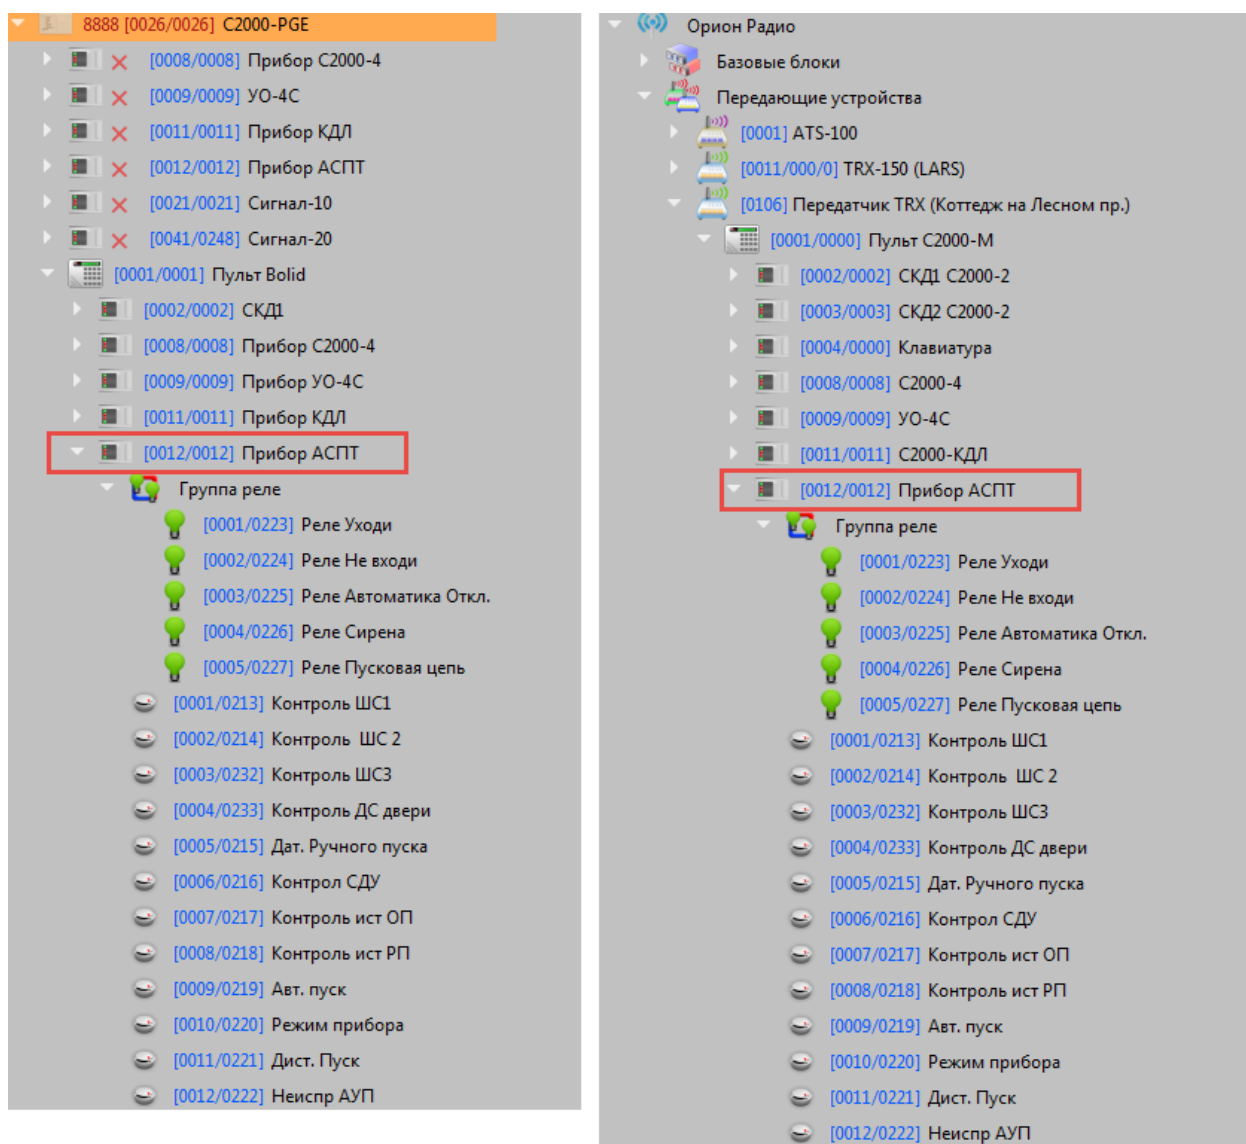 8888 [0026/0026] С2000-PGE
[0008/0008] Прибор С2000-4
[0009/0009] УО-4С
[0011/0011] Прибор КДЛ
[0012/0012] Прибор АСПТ
[0021/0021] Сигнал-10
[0041/0248] Сигнал-20
[0001/0001] Пульт Bolid
[0002/0002] СКД1
[0008/0008] Прибор С2000-4
[0009/0009] Прибор УО-4С
[0011/0011] Прибор КДЛ
[0012/0012] Прибор АСПТ
Группа реле
[0001/0223] Реле Уходи
[0002/0224] Реле Не входи
[0003/0225] Реле Автоматика Откл.
[0004/0226] Реле Сирена
[0005/0227] Реле Пусковая цепь
[0001/0213] Контроль ШС1
[0002/0214] Контроль  ШС 2
[0003/0232] Контроль ШС3
[0004/0233] Контроль ДС двери
[0005/0215] Дат. Ручного пуска
[0006/0216] Контрол СДУ
[0007/0217] Контроль ист ОП
[0008/0218] Контроль ист РП
[0009/0219] Авт. пуск
[0010/0220] Режим прибора
[0011/0221] Дист. Пуск
[0012/0222] Неиспр АУП
Орион Радио
Базовые блоки
Передающие устройства
[0001] ATS-100
[0011/000/0] TRX-150 (LARS)
[0106] Передатчик TRX (Коттедж на Лесном пр.)
[0001/0000] Пульт С2000-М
[0002/0002] СКД1 С2000-2
[0003/0003] СКД2 С2000-2
[0004/0000] Клавиатура
[0008/0008] С2000-4
[0009/0009] УО-4С
[0011/0011] С2000-КДЛ
[0012/0012] Прибор АСПТ
Группа реле
[0001/0223] Реле Уходи
[0002/0224] Реле Не входи
[0003/0225] Реле Автоматика Откл.
[0004/0226] Реле Сирена
[0005/0227] Реле Пусковая цепь
[0001/0213] Контроль ШС1
[0002/0214] Контроль  ШС 2
[0003/0232] Контроль ШС3
[0004/0233] Контроль ДС двери
[0005/0215] Дат. Ручного пуска
[0006/0216] Контрол СДУ
[0007/0217] Контроль ист ОП
[0008/0218] Контроль ист РП
[0009/0219] Авт. пуск
[0010/0220] Режим прибора
[0011/0221] Дист. Пуск
[0012/0222] Неиспр АУП